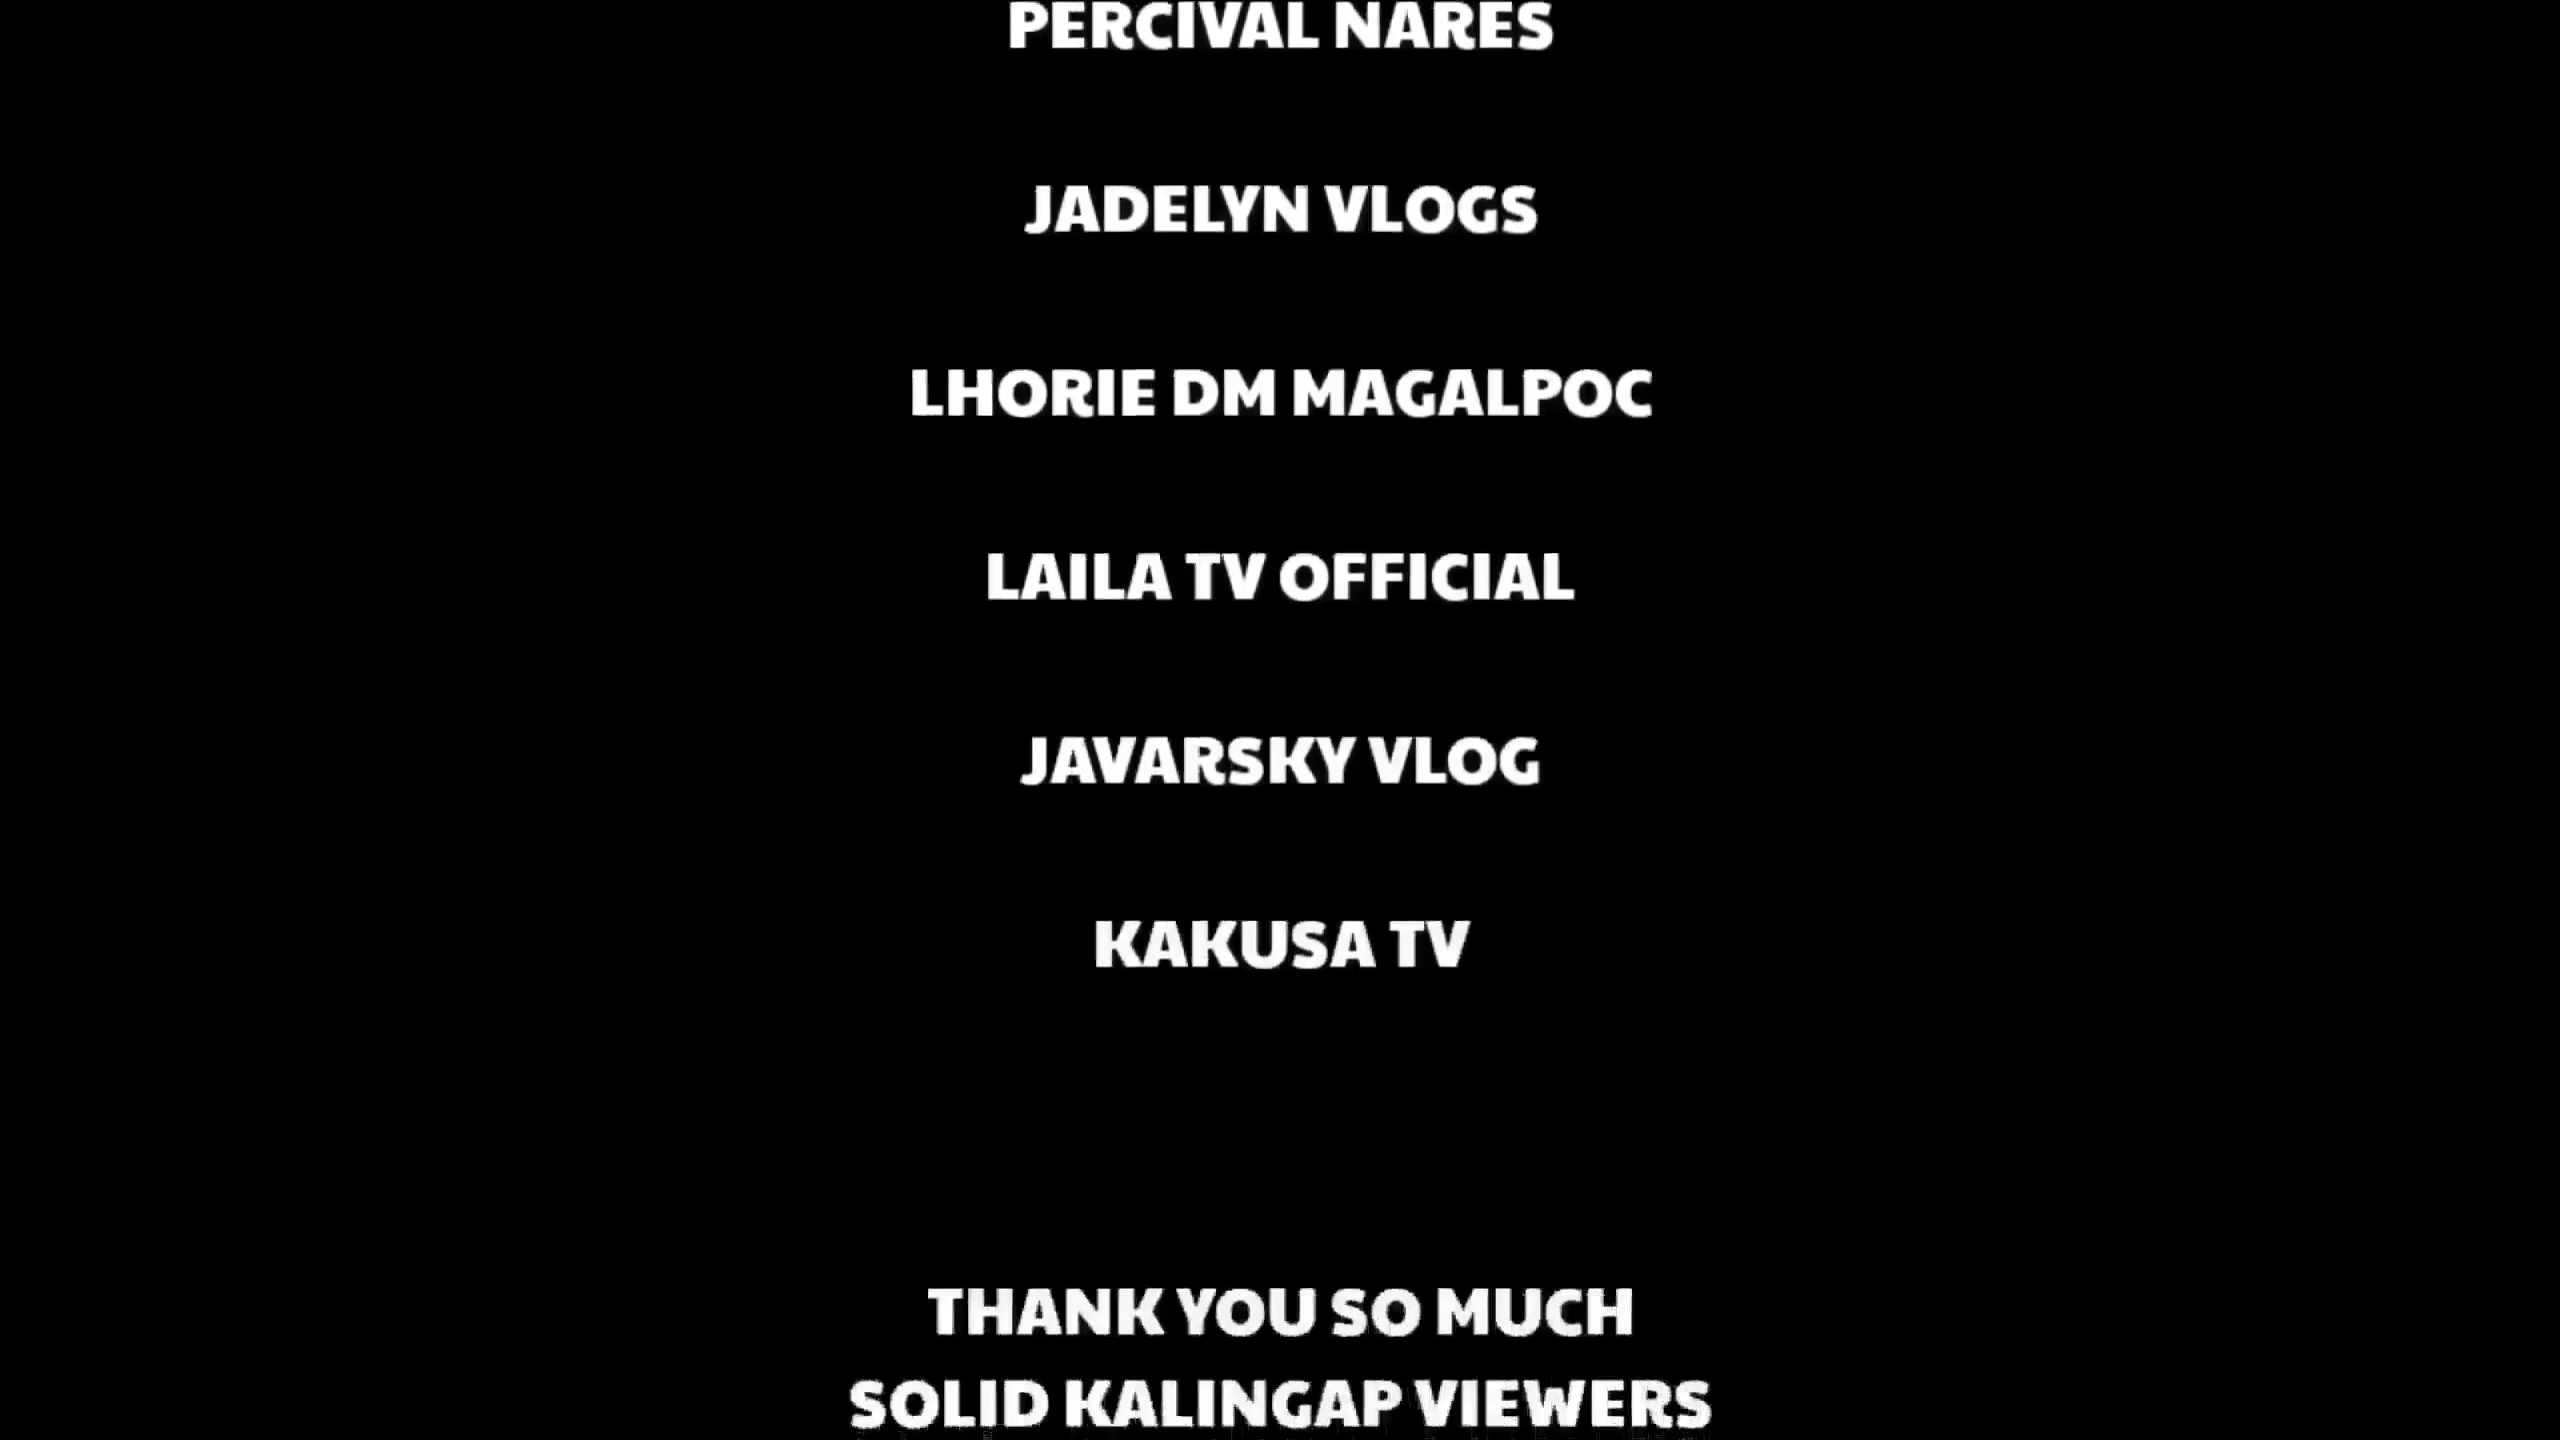 PERCIVAL NARES
JADELYN VLOGS
LHORIE DM MAGALPOC
LAILA TV OFFICIAL
JAVARSKY VLOG
KAKUSA TV
THANK YOU SO MUCH
SOLID KALINGAP VIEWERS